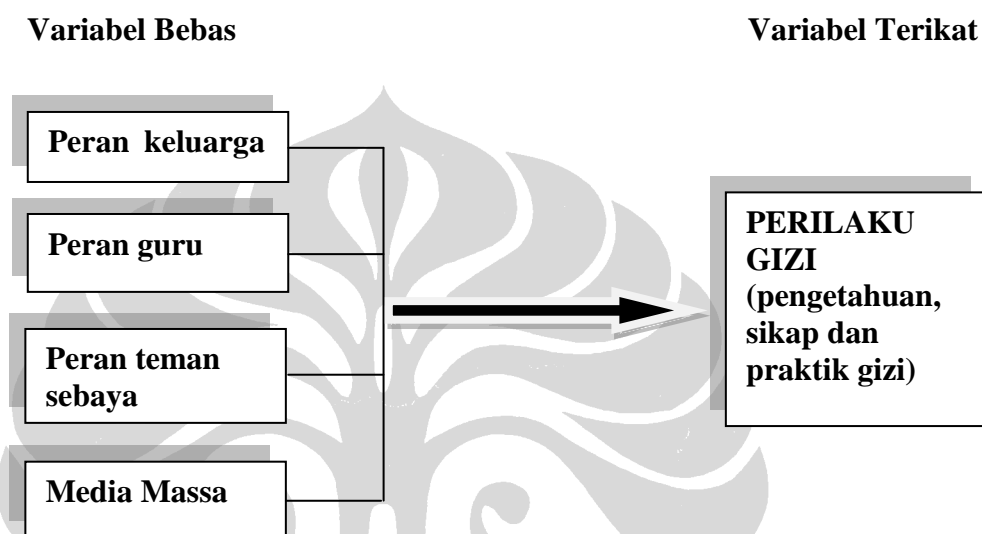 Variabel Bebas
Variabel Terikat
Peran keluarga
Peran guru
Peran teman
sebaya
Media Massa
PERILAKU
GIZI
(pengetahuan,
sikap dan
praktik gizi)